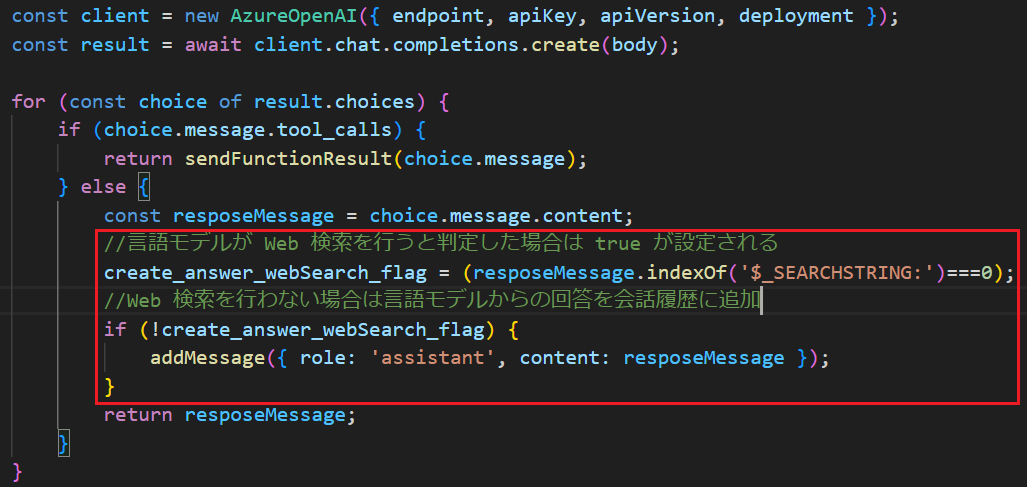 const client = new AzureOpenAI({ endpoint, apiKey, apiVersion, deployment });
const result = await client.chat.completions.create(body);

for (const choice of result.choices) {
    if (choice.message.tool_calls) {
        return sendFunctionResult(choice.message);
    } else {
        const resposeMessage = choice.message.content;
        //言語モデルが Web 検索を行うと判定した場合は true が設定される
        create_answer_webSearch_flag = (resposeMessage.indexOf('$_SEARCHSTRING:')===0);
        //Web 検索を行わない場合は言語モデルからの回答を会話履歴に追加
        if (!create_answer_webSearch_flag) {
            addMessage({ role: 'assistant', content: resposeMessage });
        }
        return resposeMessage;
    }
}